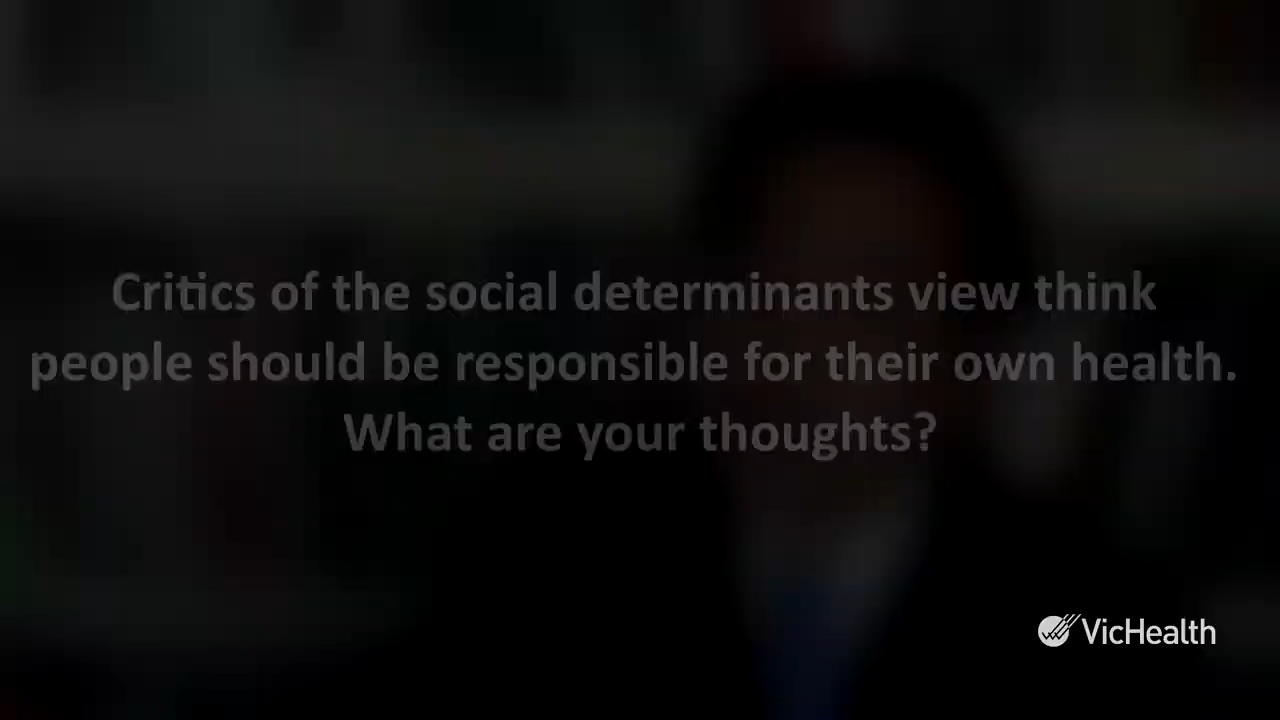 Critics of the social determinants view think
people should be responsible for their own health.
What are your thoughts?
VicHealth